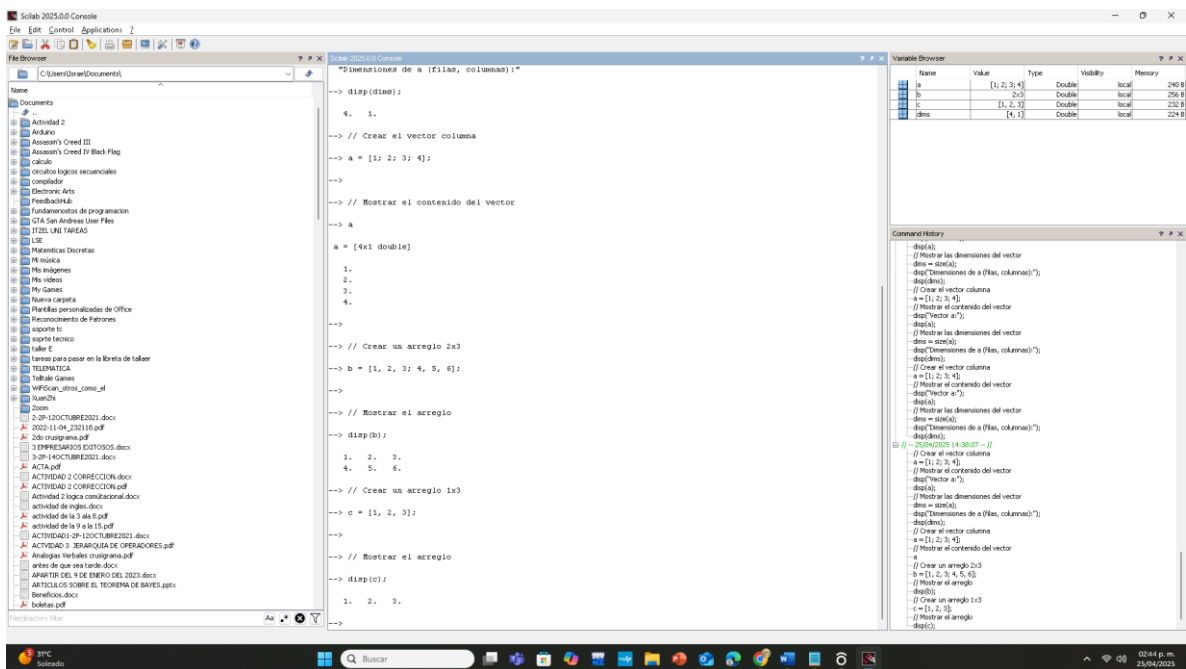 Scilab 2025.0.0 Console
File Edit Control Applications ?
File Browser
C:\Users\Israe\Documents\
Name
Documents
..
Actividad 2
Arduino
Assassin's Creed III
Assassin's Creed IV Black Flag
calculo
circuitos logicos secuenciales
compilador
Electronic Arts
FeedbackHub
fundamenostos de programacion
GTA San Andreas User Files
ITZEL UNI TAREAS
LSE
Matemticas Discretas
Mi música
Mis imágenes
Mis vídeos
My Games
Nueva carpeta
Plantillas personalizadas de Office
Reconocimiento de Patrones
soporte tc
soprte tecnico
taller E
tareas para pasar en la libreta de tallaer
TELEMATICA
Telltale Games
WiFiScan_otros_como_el
XuanZhi
Zoom
2-2P-12OCTUBRE2021.docx
2022-11-04_232118.pdf
2do crusigrama.pdf
3 EMPRESARIOS EXITOSOS.docx
3-2P-14OCTUBRE2021.docx
ACTA.pdf
ACTIVIDAD 2 CORRECCION.docx
ACTIVIDAD 2 CORRECCION.pdf
Actividad 2 logica comùtacional.docx
actividad de ingles.docx
actividad de la 3 ala 8.pdf
actividad de la 9 a la 15.pdf
ACTIVIDAD1-2P-12OCTUBRE2021.docx
ACTVIDAD 3 JERARQUIA DE OPERADORES.pdf
Analogias Verbales crusigrama.pdf
antes de que sea tarde.docx
APARTIR DEL 9 DE ENERO DEL 2023.docx
ARTICULOS SOBRE EL TEOREMA DE BAYES.pptx
Beneficios.docx
boletas.pdf
File/directory filter
Aa .*
Scilab 2025.0.0 Console
"Dimensiones de a (filas, columnas):"
--> disp(dims);
4. 1.
--> // Crear el vector columna
--> a = [1; 2; 3; 4];
-->
--> // Mostrar el contenido del vector
--> a
a = [4x1 double]
1.
2.
3.
4.
-->
--> // Crear un arreglo 2x3
--> b = [1, 2, 3; 4, 5, 6];
-->
--> // Mostrar el arreglo
--> disp(b);
1. 2. 3.
4. 5. 6.
--> // Crear un arreglo 1x3
--> c = [1, 2, 3];
-->
--> // Mostrar el arreglo
--> disp(c);
1. 2. 3.
-->
Variable Browser
Name Value Type Visibility Memory
a [1; 2; 3; 4] Double local 240 B
b 2x3 Double local 256 B
c [1, 2, 3] Double local 232 B
dims [4, 1] Double local 224 B
Command History
disp(a);
// Mostrar las dimensiones del vector
dims = size(a);
disp("Dimensiones de a (filas, columnas):");
disp(dims);
// Crear el vector columna
a = [1; 2; 3; 4];
// Mostrar el contenido del vector
disp("Vector a:");
disp(a);
// Mostrar las dimensiones del vector
dims = size(a);
disp("Dimensiones de a (filas, columnas):");
disp(dims);
// Crear el vector columna
a = [1; 2; 3; 4];
// Mostrar el contenido del vector
disp("Vector a:");
disp(a);
// Mostrar las dimensiones del vector
dims = size(a);
disp("Dimensiones de a (filas, columnas):");
disp(dims);
// -- 25/04/2025 14:38:07 -- //
// Crear el vector columna
a = [1; 2; 3; 4];
// Mostrar el contenido del vector
disp("Vector a:");
disp(a);
// Mostrar las dimensiones del vector
dims = size(a);
disp("Dimensiones de a (filas, columnas):");
disp(dims);
// Crear el vector columna
a = [1; 2; 3; 4];
// Mostrar el contenido del vector
a
// Crear un arreglo 2x3
b = [1, 2, 3; 4, 5, 6];
// Mostrar el arreglo
disp(b);
// Crear un arreglo 1x3
c = [1, 2, 3];
// Mostrar el arreglo
disp(c);
5
31°C
Soleado
Buscar
02:44 p. m.
25/04/2025